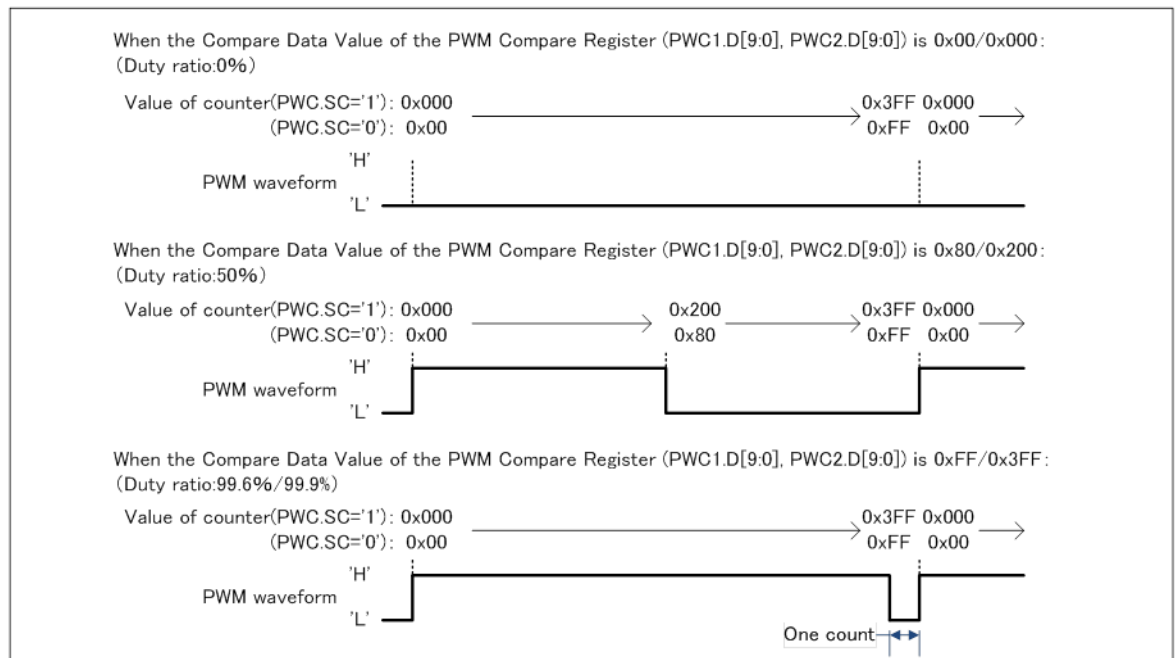 When the Compare Data Value of the PWM Compare Register (PWC1.D[9:0], PWC2.D[9:0]) is 0x00/0x000:
(Duty ratio:0%)
Value of counter(PWC.SC='1'): 0x000 0x3FF 0x000
(PWC.SC='0'): 0x00 0xFF 0x00
'H'
PWM waveform
'L'
When the Compare Data Value of the PWM Compare Register (PWC1.D[9:0], PWC2.D[9:0]) is 0x80/0x200:
(Duty ratio:50%)
Value of counter(PWC.SC='1'): 0x000 0x200 0x3FF 0x000
(PWC.SC='0'): 0x00 0x80 0xFF 0x00
'H'
PWM waveform
'L'
When the Compare Data Value of the PWM Compare Register (PWC1.D[9:0], PWC2.D[9:0]) is 0xFF/0x3FF:
(Duty ratio:99.6%/99.9%)
Value of counter(PWC.SC='1'): 0x000 0x3FF 0x000
(PWC.SC='0'): 0x00 0xFF 0x00
'H'
PWM waveform
'L'
One count